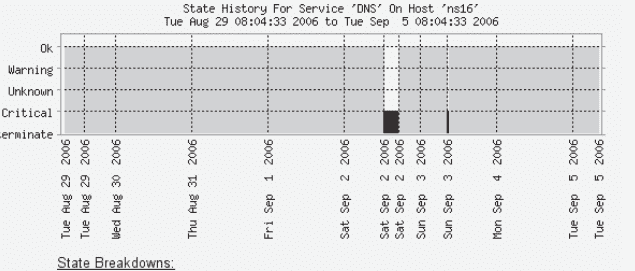 State History For Service 'DNS' On Host 'ns16'
Tue Aug 29 08:04:33 2006 to Tue Sep 5 08:04:33 2006
Ok
Warning
Unknown
Critical
terminate
Tue Aug 29 2006
Tue Aug 29 2006
Wed Aug 30 2006
Thu Aug 31 2006
Fri Sep 1 2006
Sat Sep 2 2006
Sat Sep 2 2006
Sat Sep 2 2006
Sun Sep 3 2006
Sun Sep 3 2006
Mon Sep 4 2006
Tue Sep 5 2006
Tue Sep 5 2006
State Breakdowns: